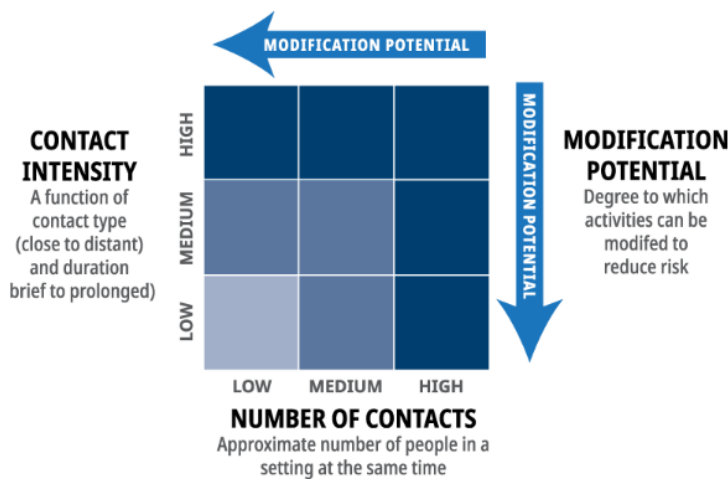 MODIFICATION POTENTIAL
CONTACT
INTENSITY
A function of
contact type
(close to distant)
and duration
brief to prolonged)
HIGH
MEDIUM
LOW
MODIFICATION POTENTIAL
MODIFICATION
POTENTIAL
Degree to which
activities can be
modifed to
reduce risk
LOW
MEDIUM
HIGH
NUMBER OF CONTACTS
Approximate number of people in a
setting at the same time